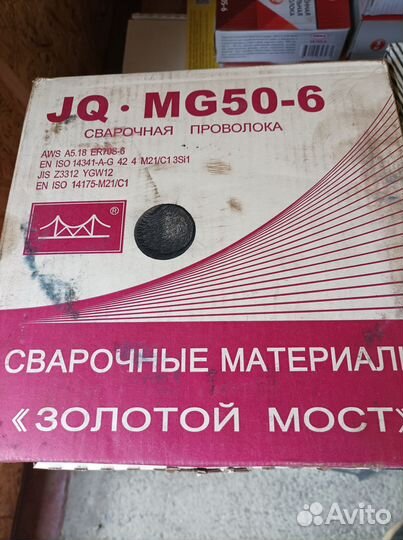 JQ · MG50-6
СВАРОЧНАЯ ПРОВОЛОКА
AWS A5.18 ER70S-6
EN ISO 14341-A-G 42 4 M21/C1 3Si1
JIS Z3312 YGW12
EN ISO 14175-M21/C1
®
СВАРОЧНЫЕ МАТЕРИАЛ
«ЗОЛОТОЙ МОСТ»
Avito